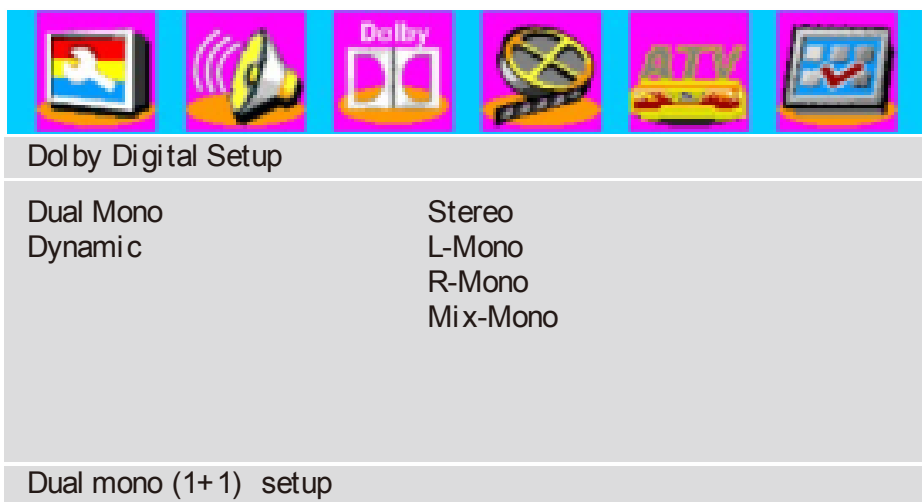 Dolby
ATV
Dolby Digital Setup
Dual Mono Stereo
Dynamic L-Mono
R-Mono
Mix-Mono
Dual mono (1+1) setup